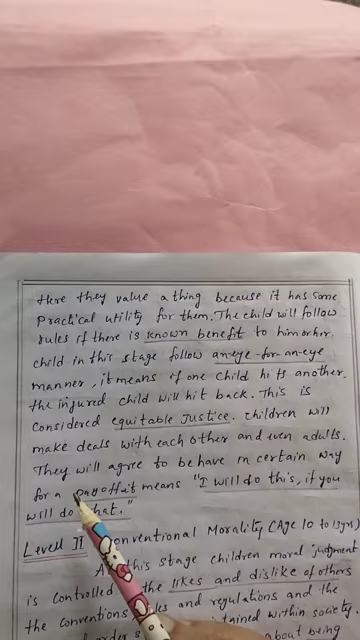 Here they value a thing because it has some
practical utility for them. The child will follow
rules if there is known benefit to him or her.
child in this stage follow an eye-for-an-eye
manner, it means if one child hits another.
the injured child will hit back. This is
considered equitable Justice. children will
make deals with each other and even adults.
They will agree to behave in certain way
for a payoff it means "I will do this, if you
will do that."
Level II Conventional Morality (Age 10 to 13 yrs)
At this stage children moral judgment
is controlled the likes and dislike of others
the conventions rules and regulations and the
order within society.
about being